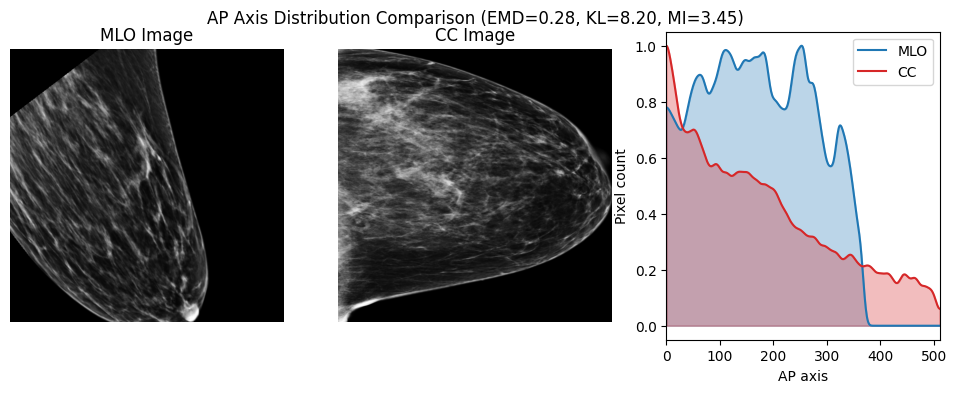 AP Axis Distribution Comparison (EMD=0.28, KL=8.20, MI=3.45)
MLO Image
CC Image
MLO
CC
Pixel count
1.0
0.8
0.6
0.4
0.2
0.0
0 100 200 300 400 500
AP axis